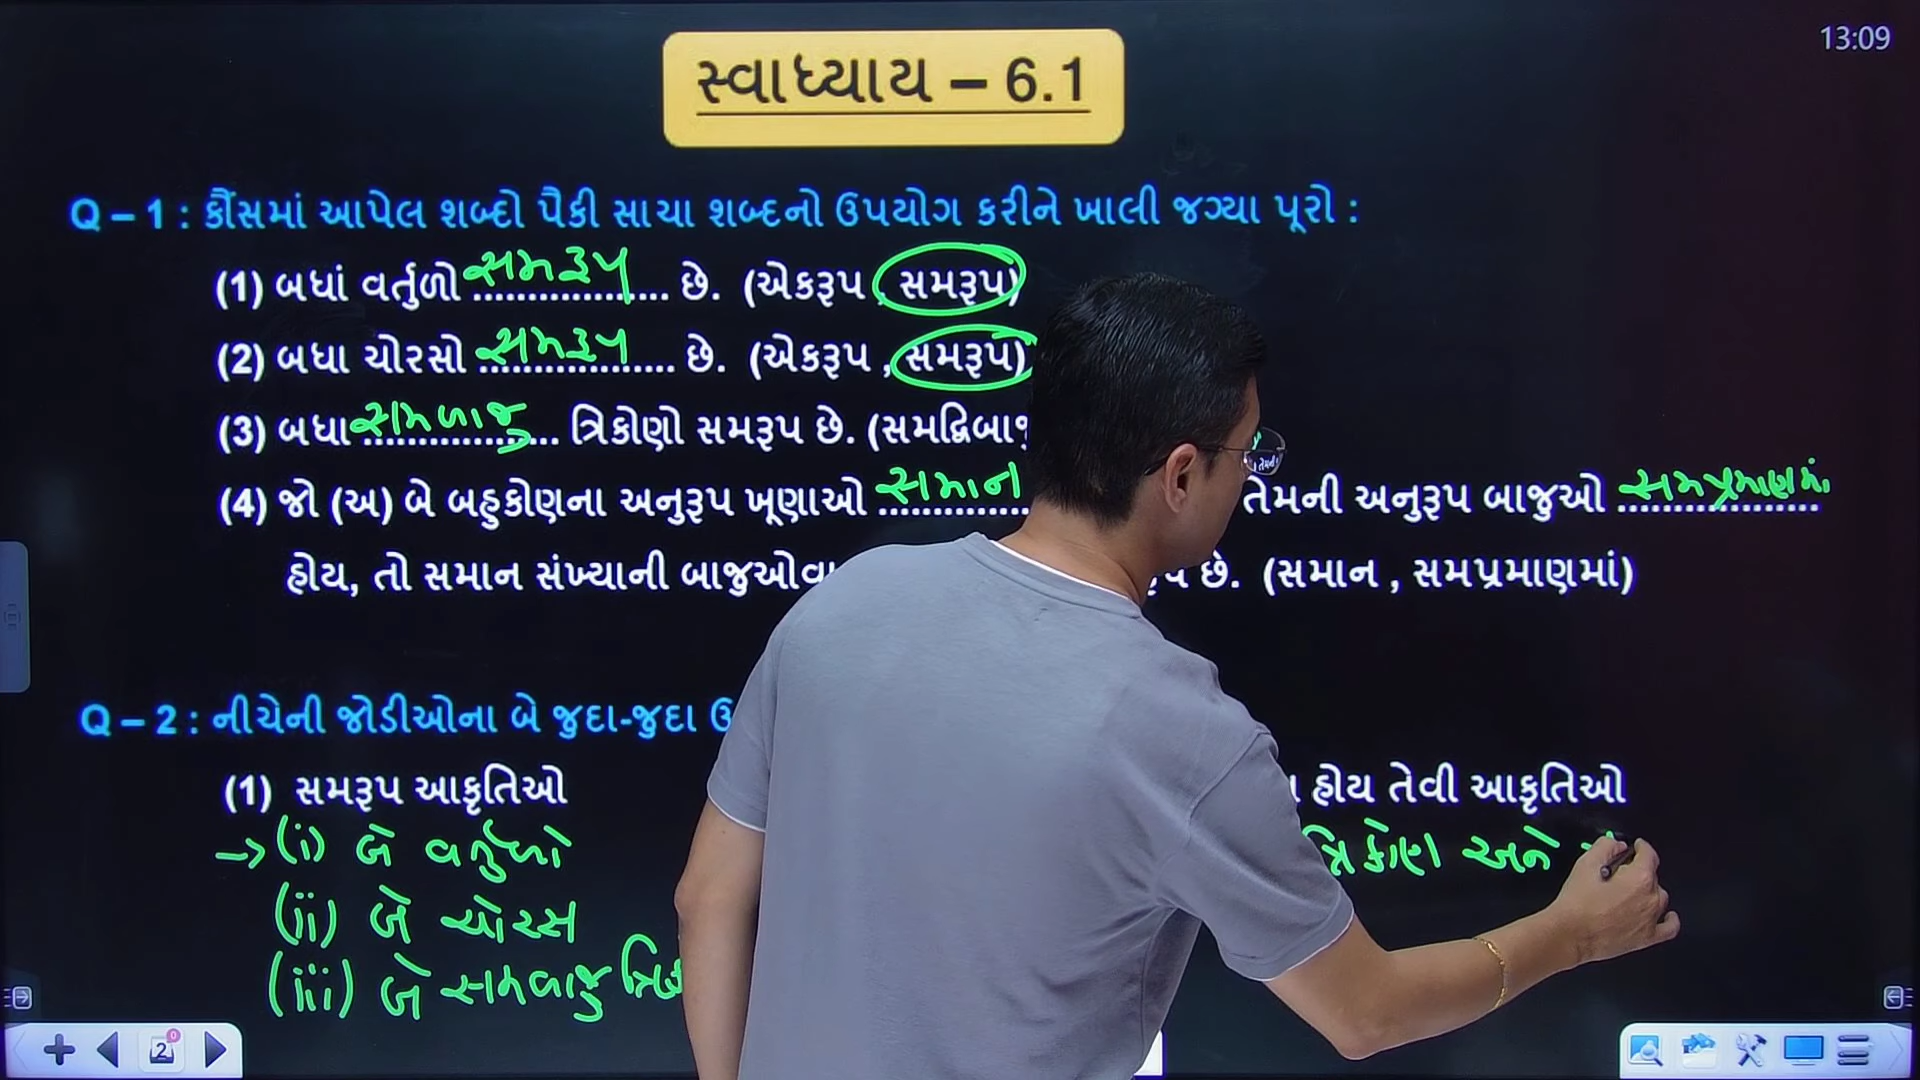 13:09
સ્વાધ્યાય – 6.1
Q – 1 : કૌંસમાં આપેલ શબ્દો પૈકી સાચા શબ્દનો ઉપયોગ કરીને ખાલી જગ્યા પૂરો :
(1) બધાં વર્તુળો સમરૂપ છે. (એકરૂપ , સમરૂપ)
(2) બધા ચોરસો સમરૂપ છે. (એકરૂપ , સમરૂપ)
(3) બધા સમબાજુ ત્રિકોણો સમરૂપ છે. (
(4) જો (અ) બે બહુકોણના અનુરૂપ ખૂણાઓ સમાન તેમની અનુરૂપ બાજુઓ સમપ્રમાણમાં
હોય, તો સમાન સંખ્યાની છે. (સમાન , સમપ્રમાણમાં)
Q – 2 : નીચેની જોડીઓના બે જુદા-જુદા
(1) સમરૂપ આકૃતિઓ હોય તેવી આકૃતિઓ
→ (i) બે વર્તુળો ત્રિકોણ અને
(ii) બે ચોરસ
(iii) બે સમબાજુ
2
0